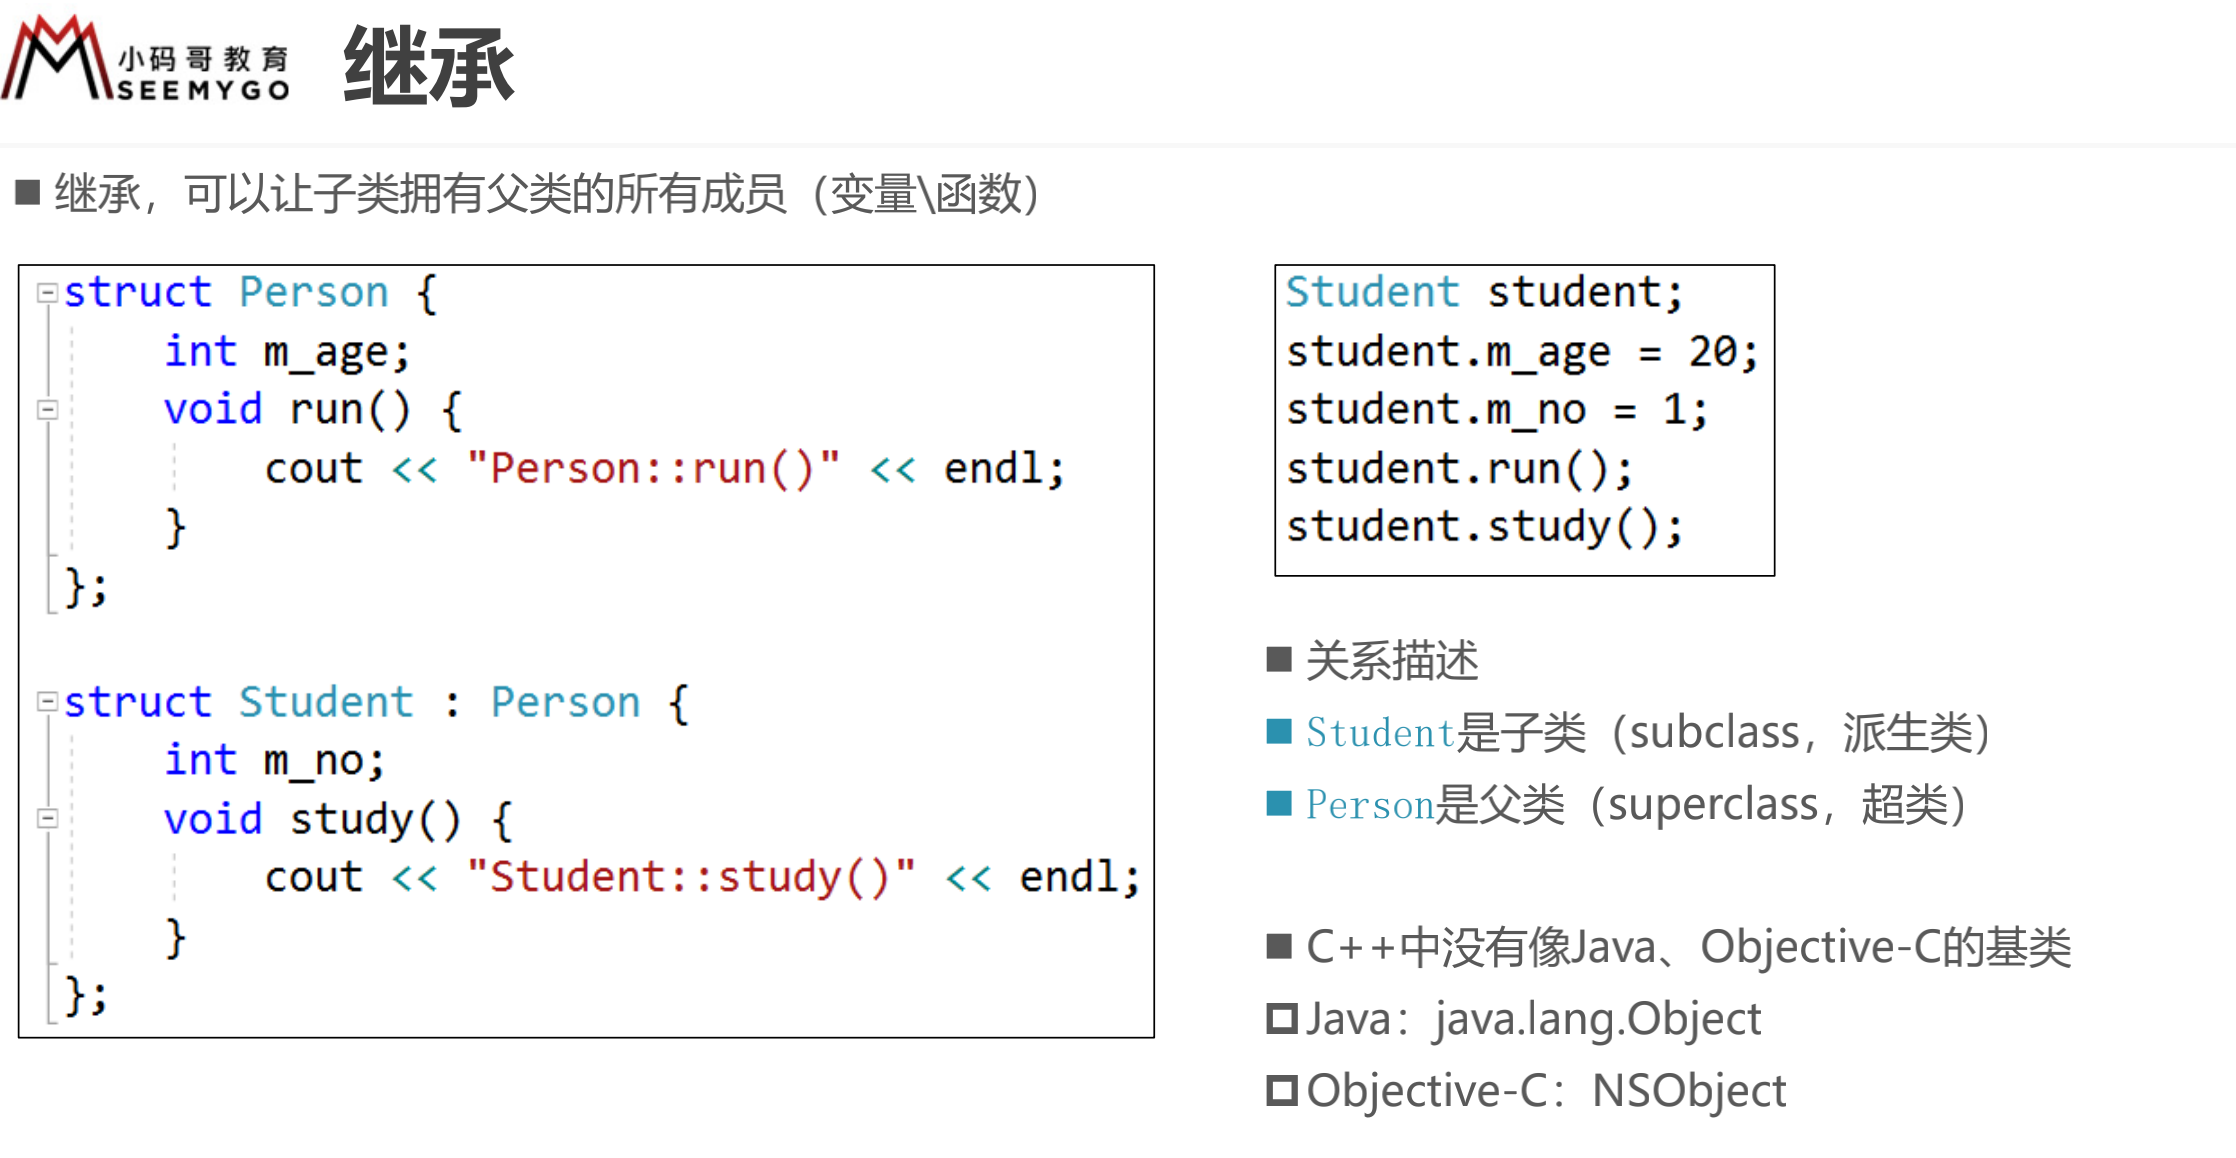 小码哥教育
SEEMYGO
继承
继承，可以让子类拥有父类的所有成员（变量\函数）
struct Person {
    int m_age;
    void run() {
        cout << "Person::run()" << endl;
    }
};
struct Student : Person {
    int m_no;
    void study() {
        cout << "Student::study()" << endl;
    }
};
Student student;
student.m_age = 20;
student.m_no = 1;
student.run();
student.study();
关系描述
Student是子类（subclass，派生类）
Person是父类（superclass，超类）
C++中没有像Java、Objective-C的基类
Java：java.lang.Object
Objective-C：NSObject